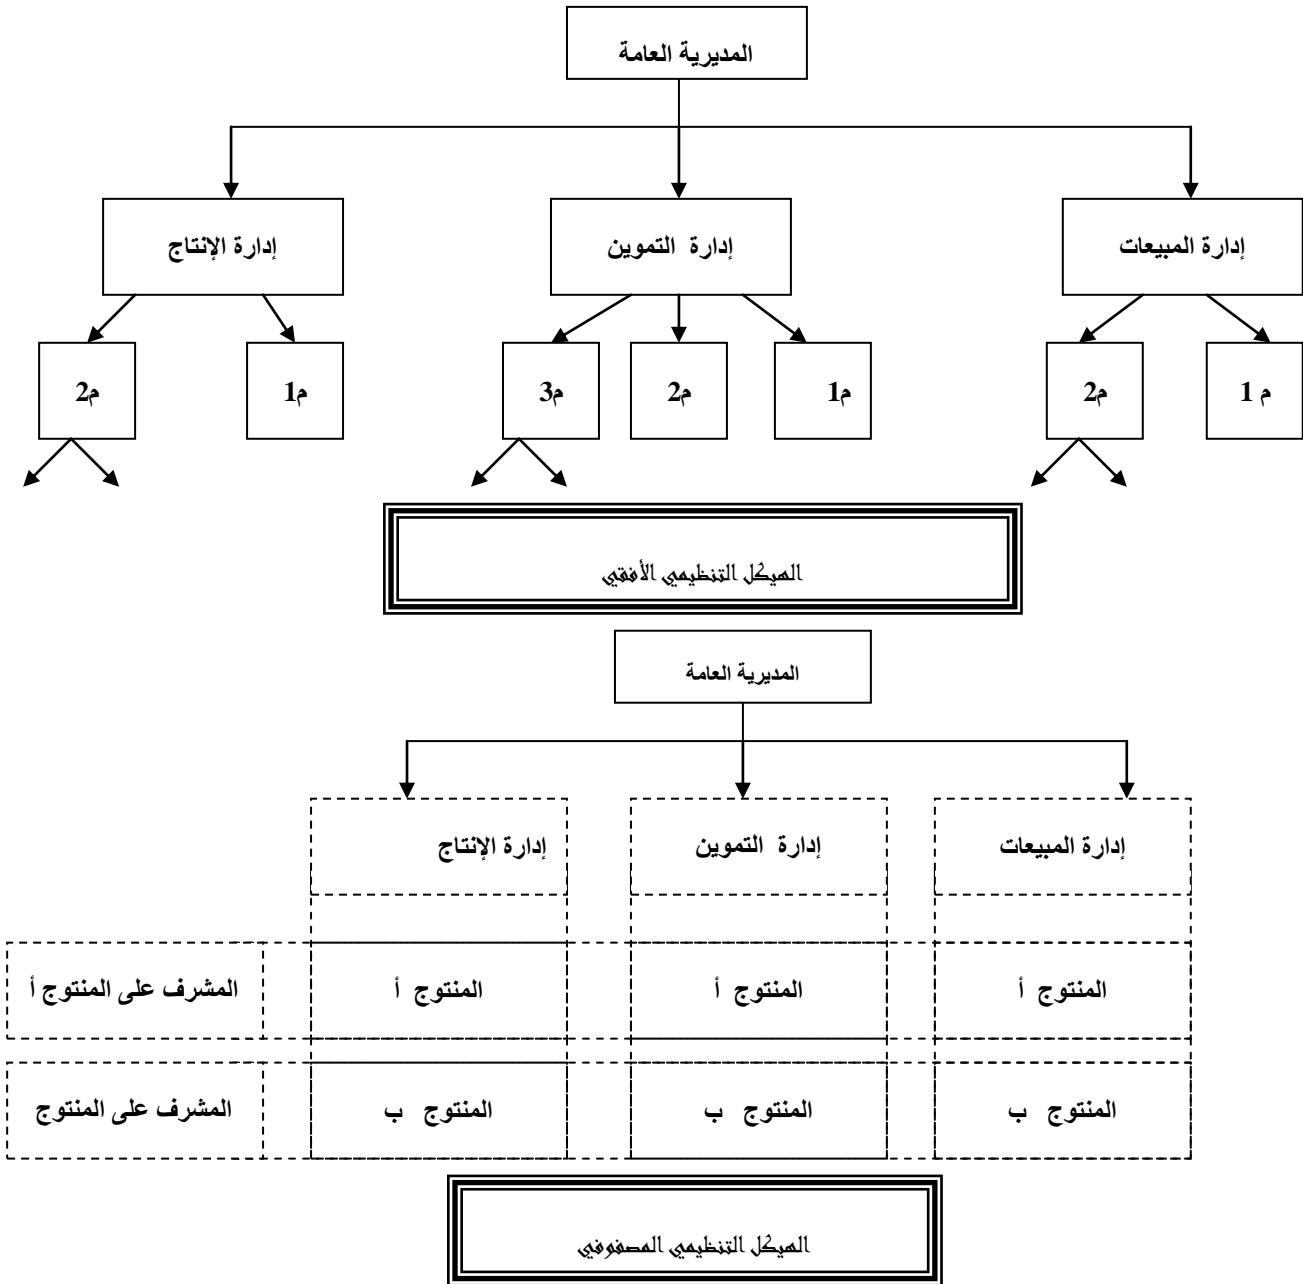 المديرية العامة
إدارة المبيعات
إدارة التموين
إدارة الإنتاج
م 1
م2
م1
م2
م3
م1
م2
الهيكل التنظيمي الأفقي
المديرية العامة
إدارة المبيعات
إدارة التموين
إدارة الإنتاج
المنتوج أ
المنتوج أ
المنتوج أ
المشرف على المنتوج أ
المنتوج ب
المنتوج ب
المنتوج ب
المشرف على المنتوج
الهيكل التنظيمي المصفوفي